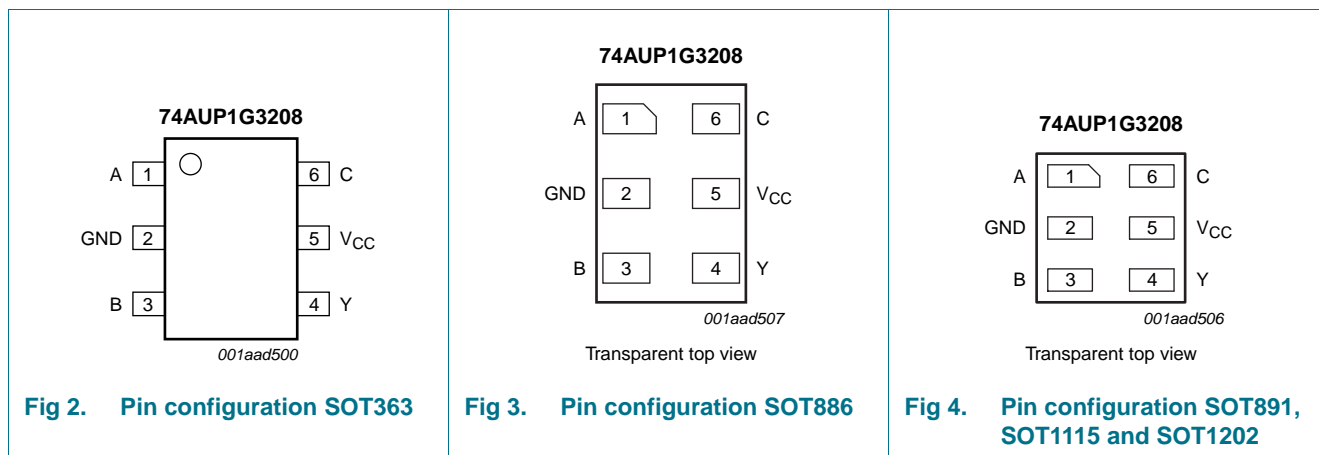 74AUP1G3208
A 1 6 C
GND 2 5 VCC
B 3 4 Y
001aad500
Fig 2. Pin configuration SOT363
74AUP1G3208
A 1 6 C
GND 2 5 VCC
B 3 4 Y
001aad507
Transparent top view
Fig 3. Pin configuration SOT886
74AUP1G3208
A 1 6 C
GND 2 5 VCC
B 3 4 Y
001aad506
Transparent top view
Fig 4. Pin configuration SOT891,
SOT1115 and SOT1202